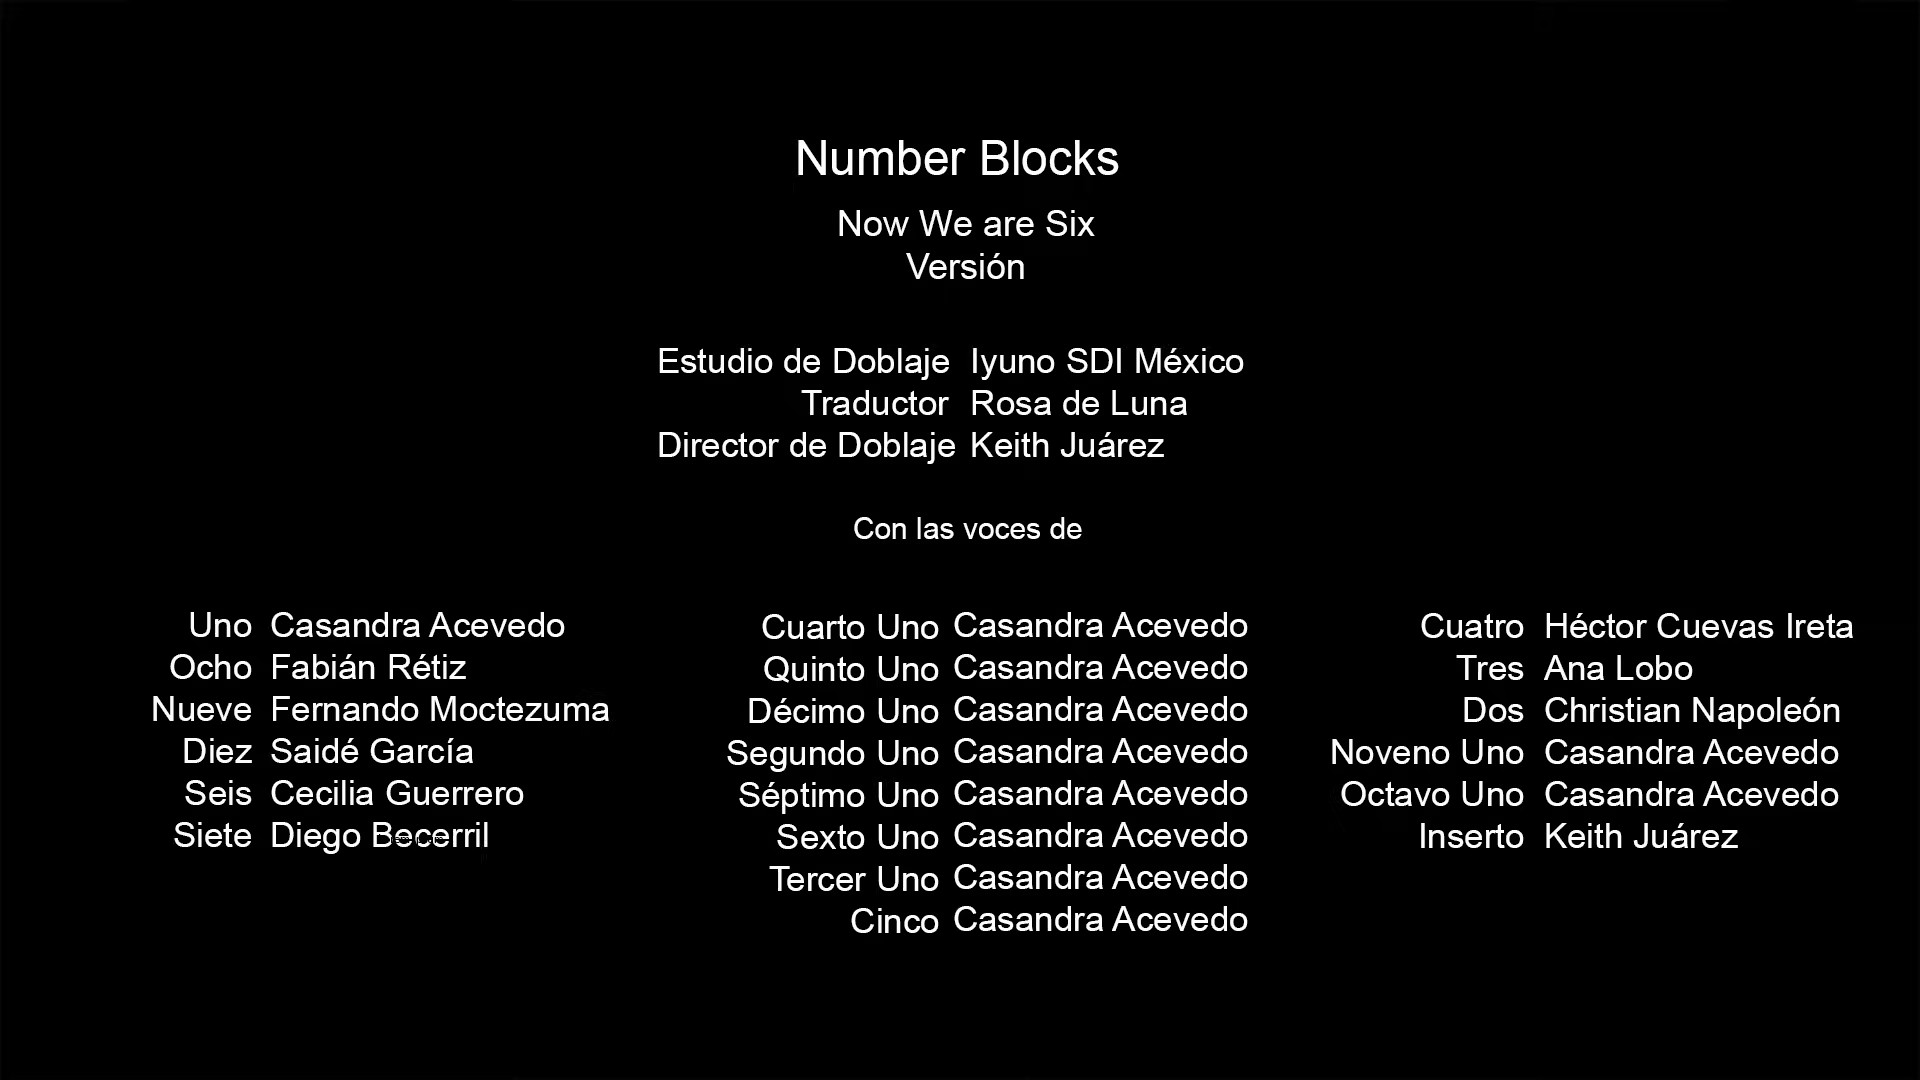 Number Blocks
Now We are Six
Versión
Estudio de Doblaje Iyuno SDI México
Traductor Rosa de Luna
Director de Doblaje Keith Juárez
Con las voces de
Uno Casandra Acevedo
Ocho Fabián Rétiz
Nueve Fernando Moctezuma
Diez Saidé García
Seis Cecilia Guerrero
Siete Diego Becerril
Cuarto Uno Casandra Acevedo
Quinto Uno Casandra Acevedo
Décimo Uno Casandra Acevedo
Segundo Uno Casandra Acevedo
Séptimo Uno Casandra Acevedo
Sexto Uno Casandra Acevedo
Tercer Uno Casandra Acevedo
Cinco Casandra Acevedo
Cuatro Héctor Cuevas Ireta
Tres Ana Lobo
Dos Christian Napoleón
Noveno Uno Casandra Acevedo
Octavo Uno Casandra Acevedo
Inserto Keith Juárez